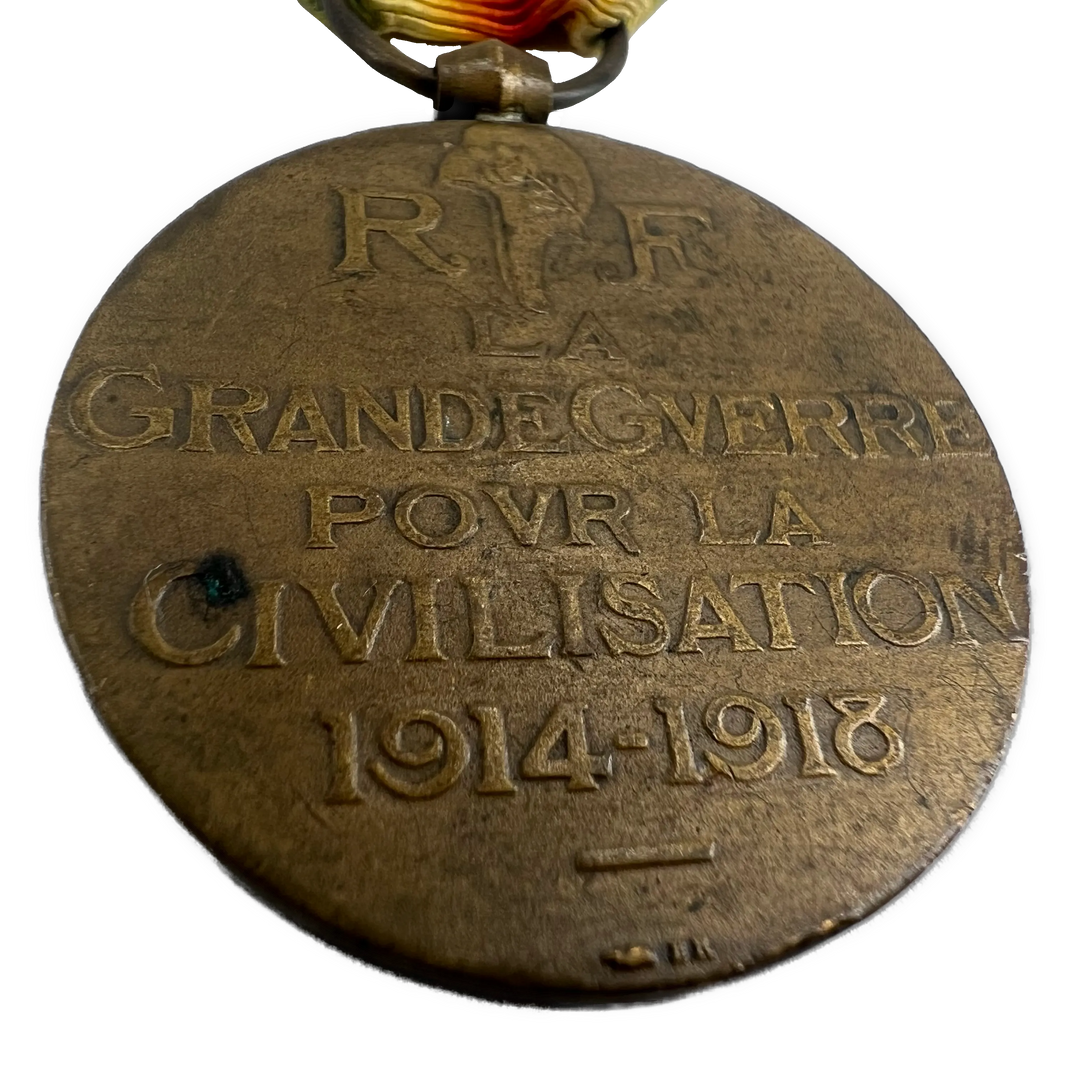 R F
LA
GRANDE GVERRE
POVR LA
CIVILISATION
1914-1918